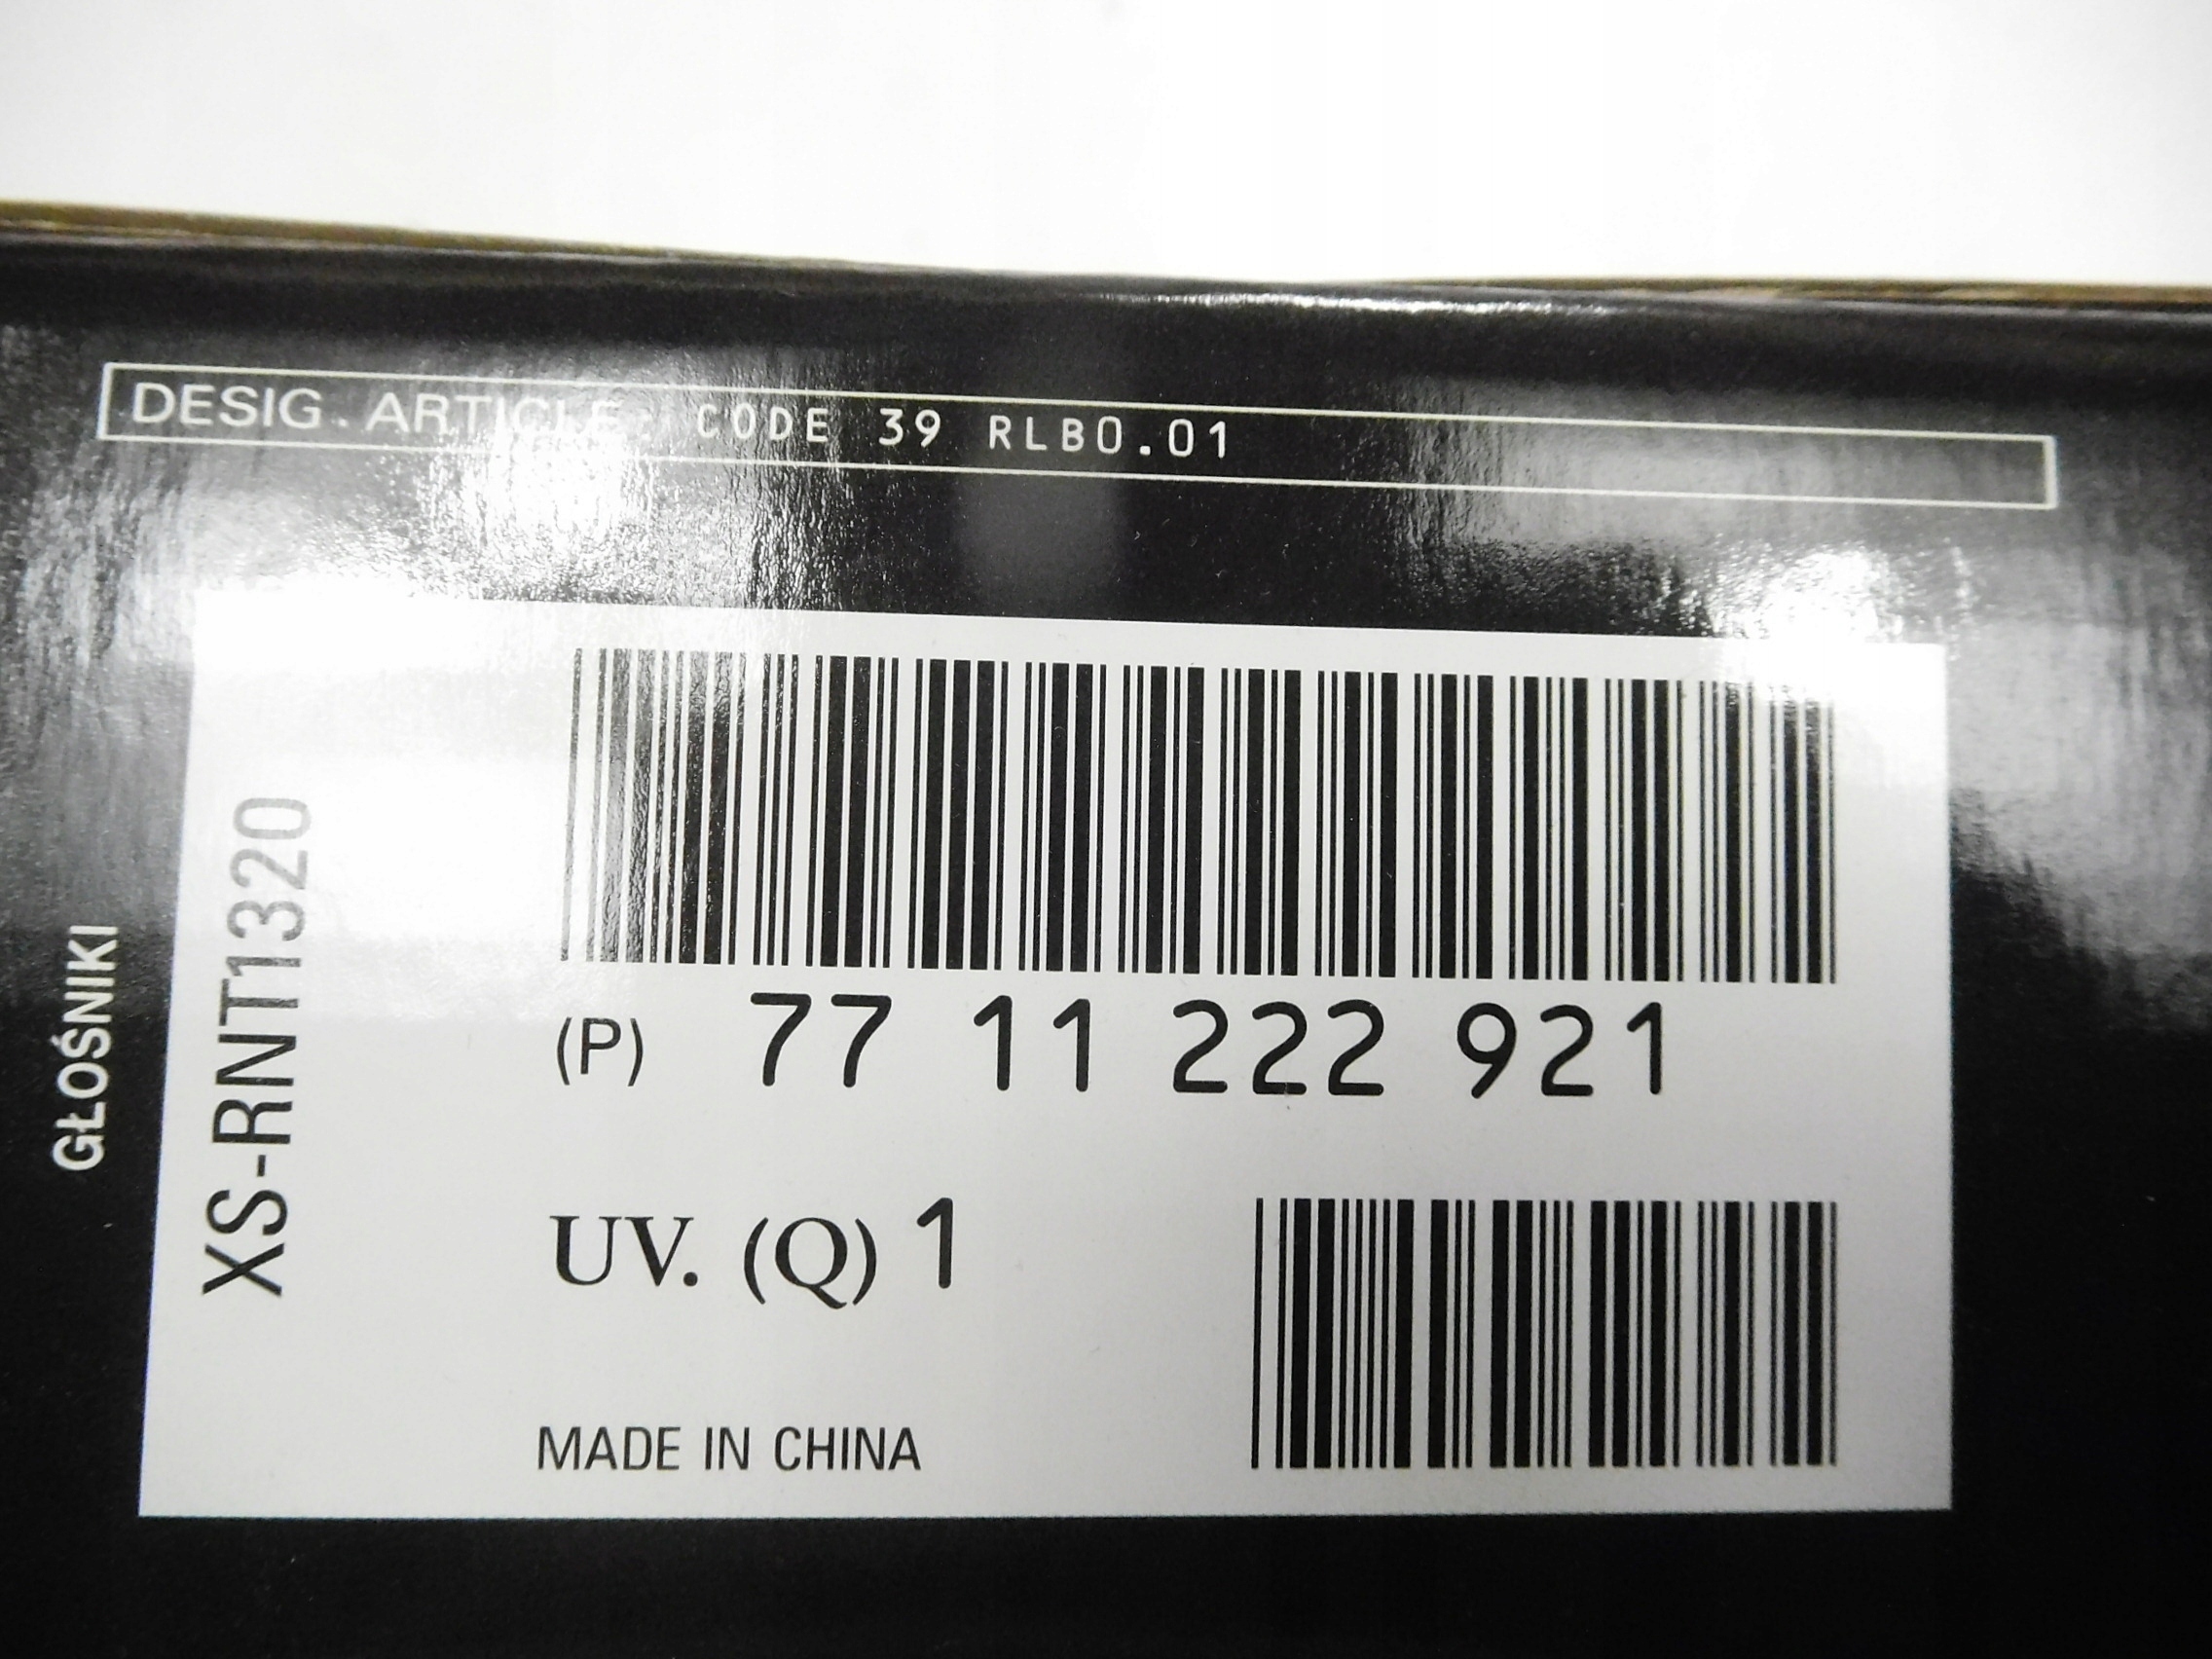 DESIG. ARTICLE: CODE 39 RLB0.01
GŁOŚNIKI
XS-RNT1320
(P) 77 11 222 921
UV. (Q) 1
MADE IN CHINA